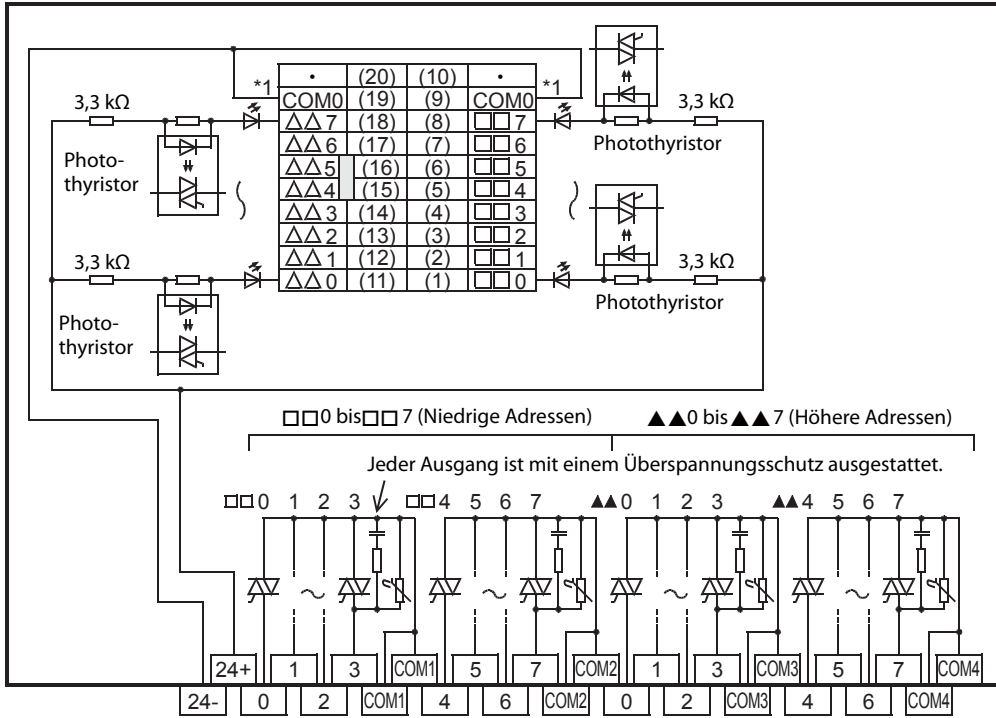 • (20) (10) •
*1 COM0 (19) (9) COM0 *1
3,3 kΩ △△7 (18) (8) □□7 3,3 kΩ
△△6 (17) (7) □□6
△△5 (16) (6) □□5
△△4 (15) (5) □□4
△△3 (14) (4) □□3
△△2 (13) (3) □□2
△△1 (12) (2) □□1
3,3 kΩ △△0 (11) (1) □□0 3,3 kΩ
Photo-
thyristor
Photothyristor
Photo-
thyristor
Photothyristor
□□0 bis□□ 7 (Niedrige Adressen) ▲▲0 bis▲▲7 (Höhere Adressen)
Jeder Ausgang ist mit einem Überspannungsschutz ausgestattet.
□□0 1 2 3 □□4 5 6 7 ▲▲0 1 2 3 ▲▲4 5 6 7
24+ 1 3 COM1 5 7 COM2 1 3 COM3 5 7 COM4
24- 0 2 COM1 4 6 COM2 0 2 COM3 4 6 COM4